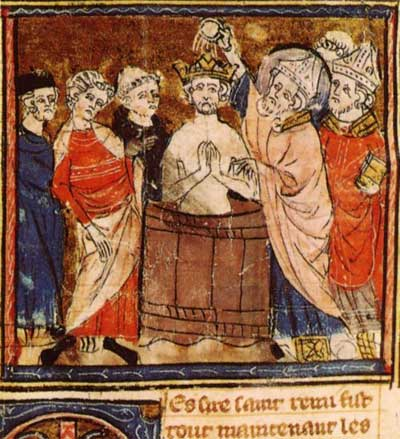 Es sire saint remi fist
tout maintenant les